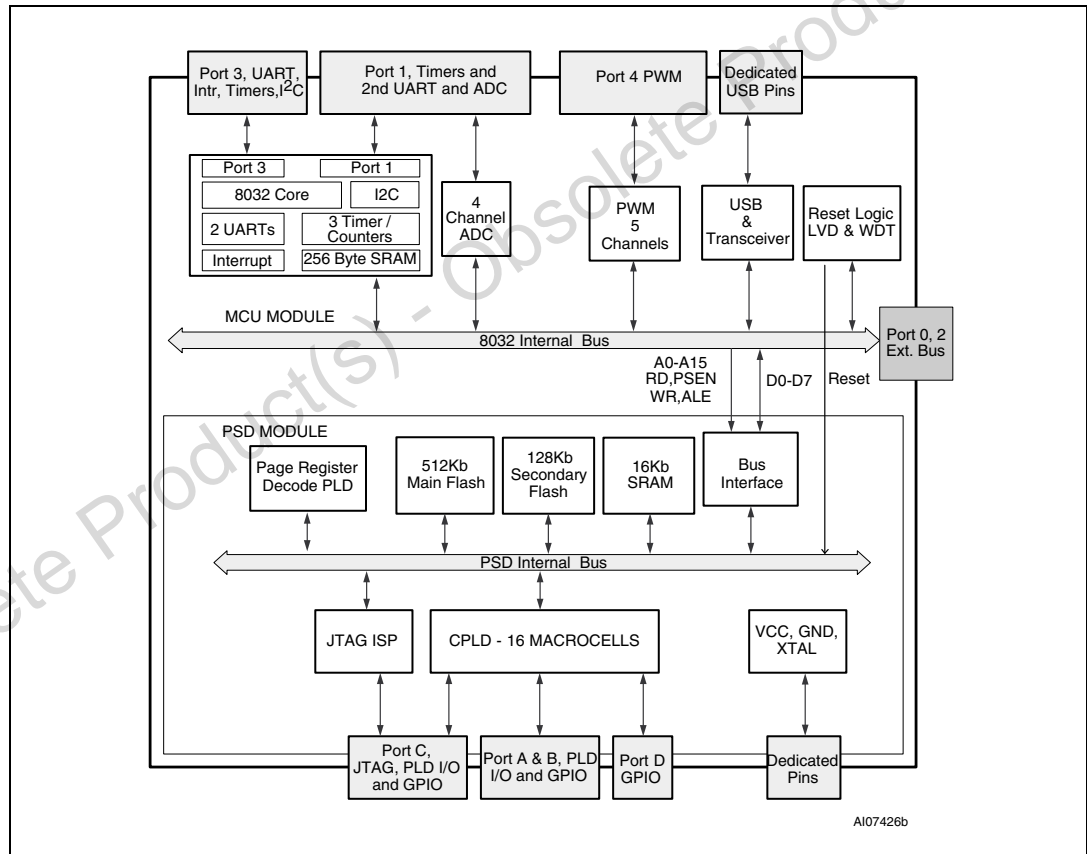 Port 3, UART,
Intr, Timers,I²C
Port 1, Timers and
2nd UART and ADC
Port 4 PWM
Dedicated
USB Pins
Port 3
Port 1
8032 Core
I2C
2 UARTs
3 Timer /
Counters
Interrupt
256 Byte SRAM
4
Channel
ADC
PWM
5
Channels
USB
&
Transceiver
Reset Logic
LVD & WDT
MCU MODULE
8032 Internal Bus
Port 0, 2
Ext. Bus
A0-A15
RD,PSEN
WR,ALE
D0-D7
Reset
PSD MODULE
Page Register
Decode PLD
512Kb
Main Flash
128Kb
Secondary
Flash
16Kb
SRAM
Bus
Interface
PSD Internal Bus
JTAG ISP
CPLD - 16 MACROCELLS
VCC, GND,
XTAL
Port C,
JTAG, PLD I/O
and GPIO
Port A & B, PLD
I/O and GPIO
Port D
GPIO
Dedicated
Pins
AI07426b
ete Product(s) - Obsolete Product